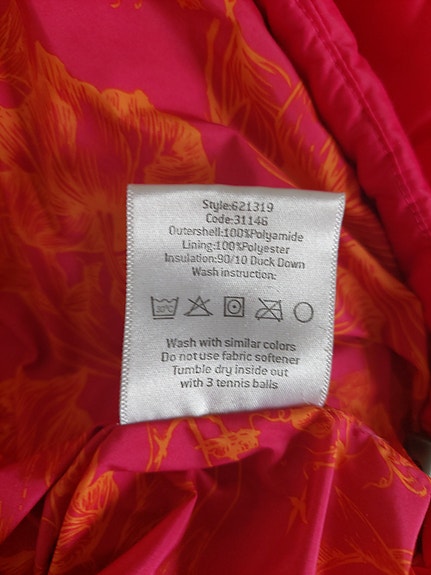 Style:621319
Code:31146
Outershell:100%Polyamide
Lining:100%Polyester
Insulation:90/10 Duck Down
Wash instruction:
30°C
Wash with similar colors
Do not use fabric softener
Tumble dry inside out
with 3 tennis balls